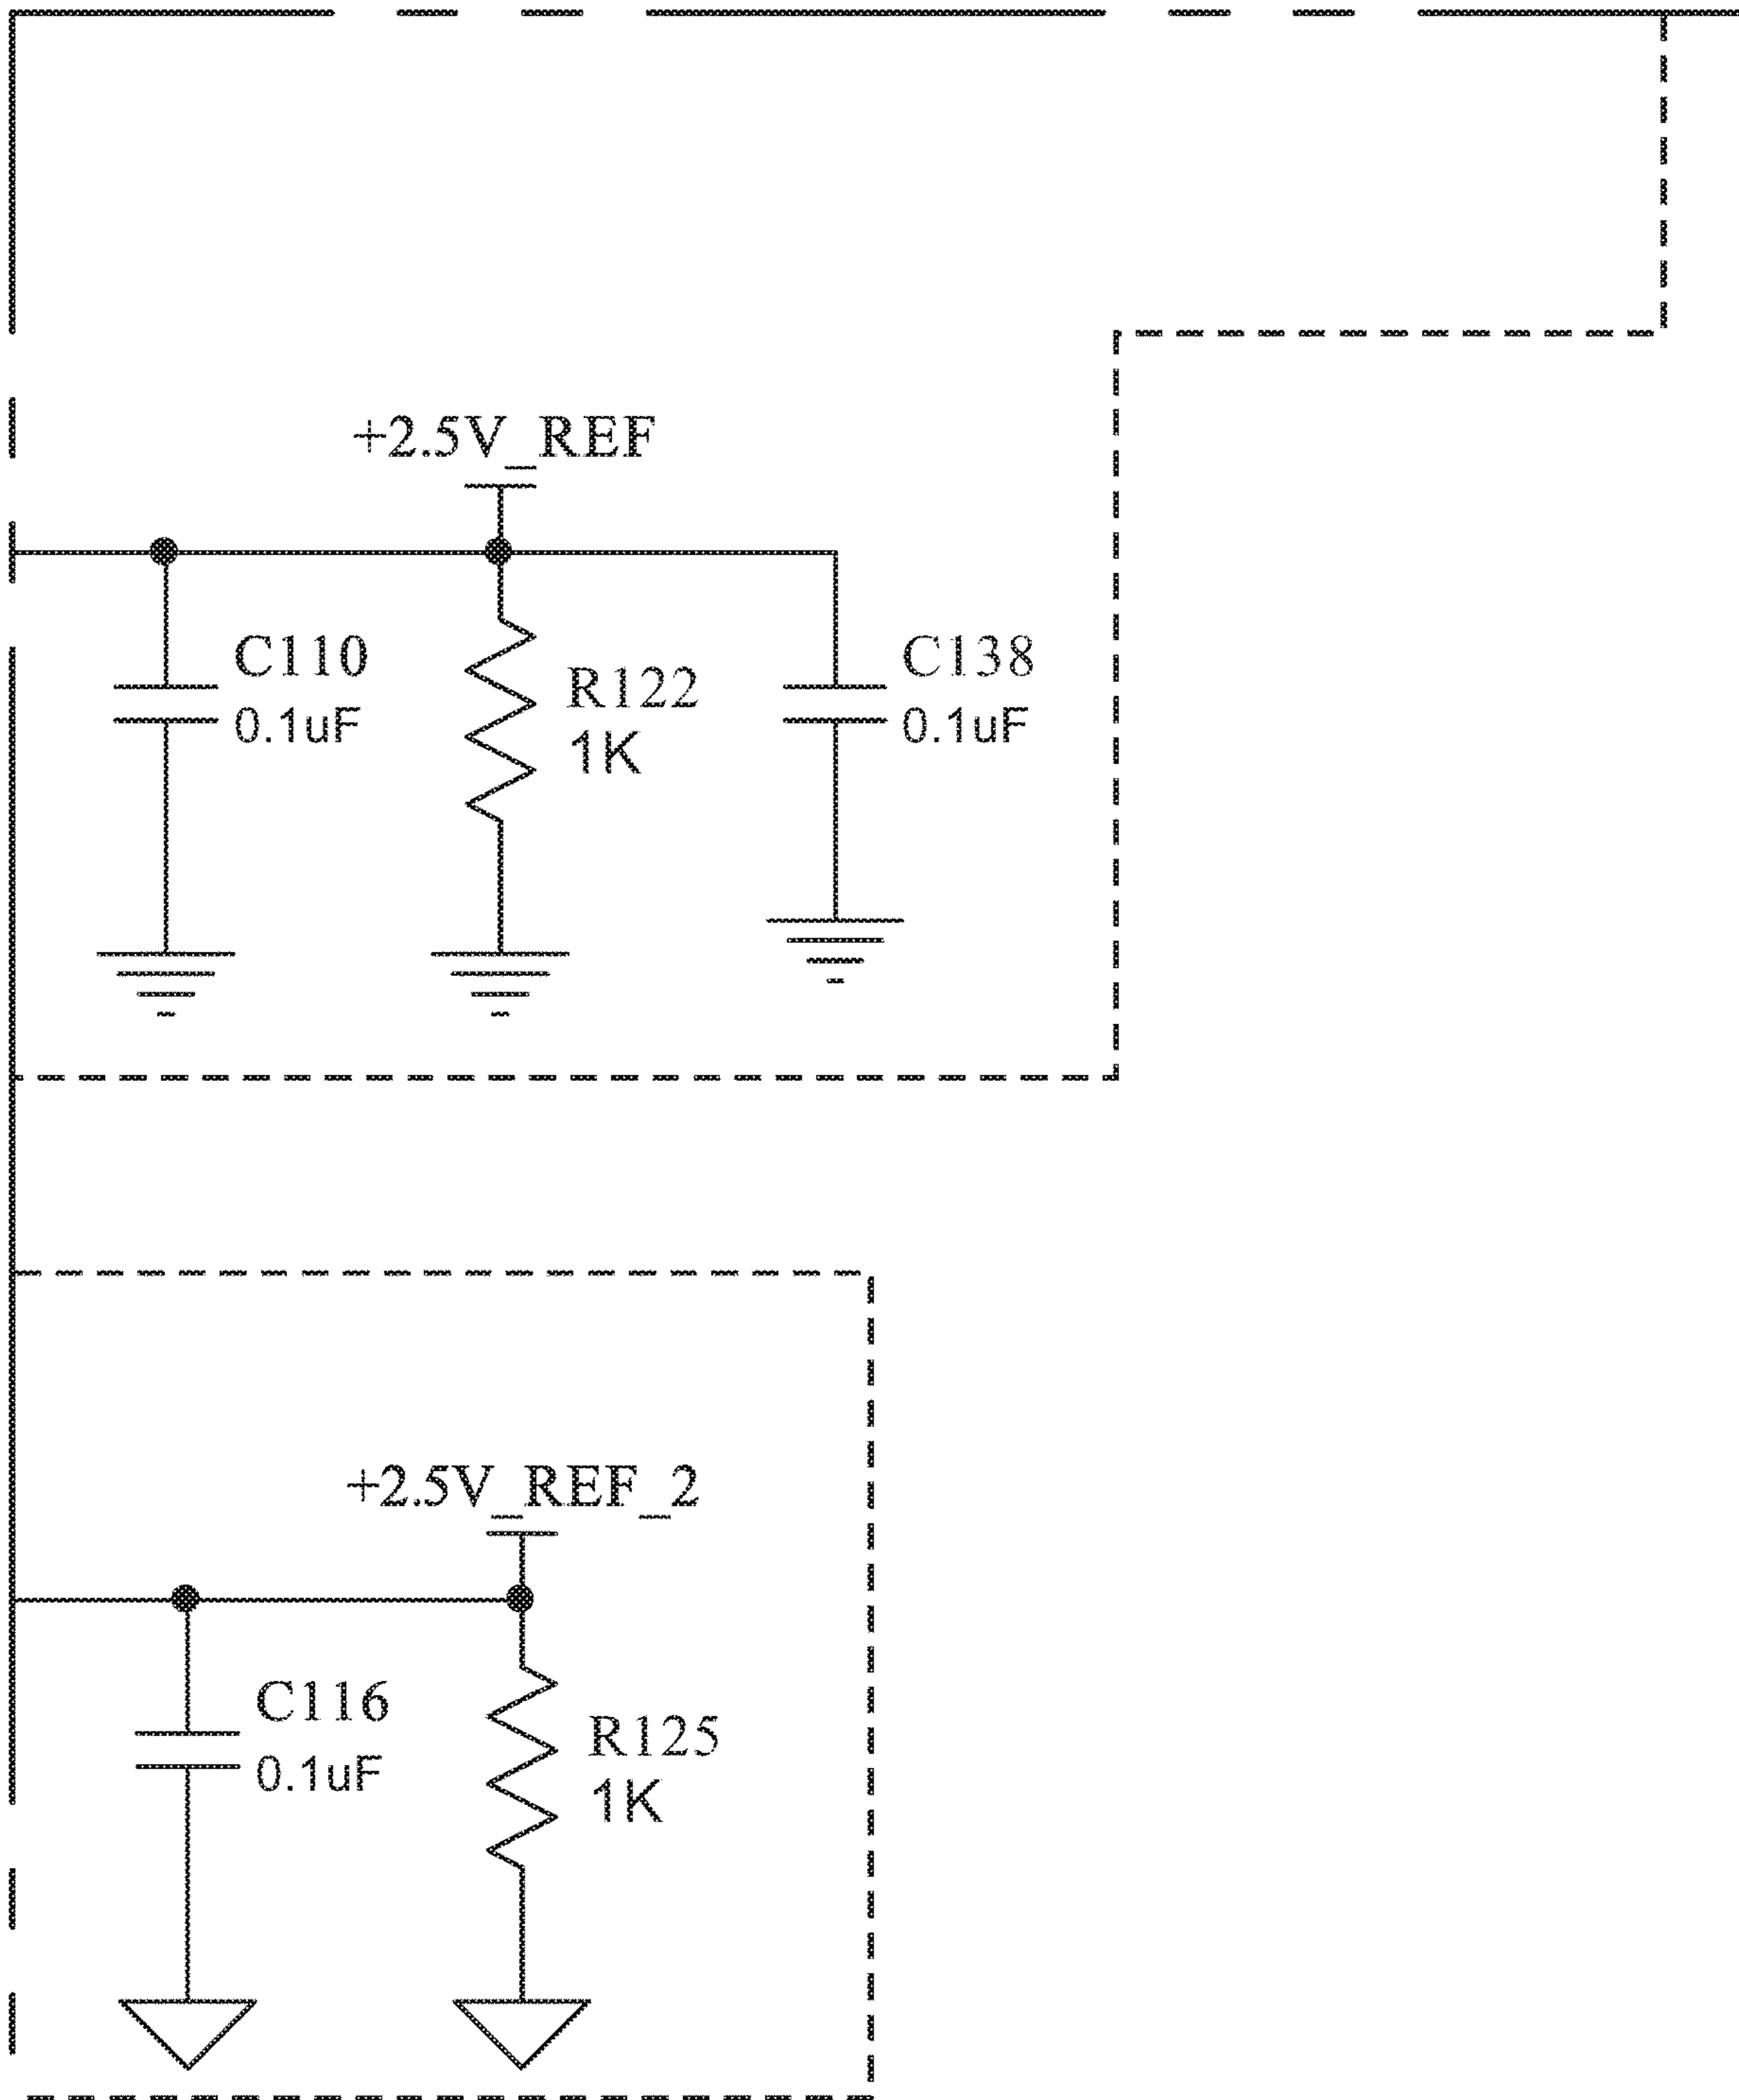 +2.5V_REF
C110
0.1uF
R122
1K
C138
0.1uF
+2.5V_REF_2
C116
0.1uF
R125
1K